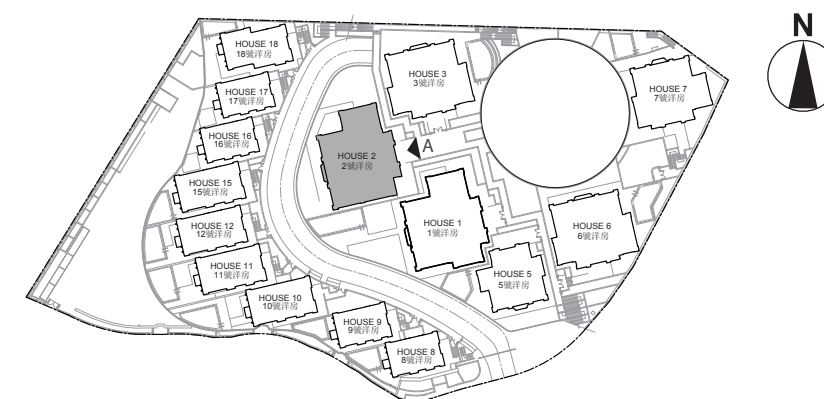 N
HOUSE 18
18號洋房
HOUSE 3
3號洋房
HOUSE 7
7號洋房
HOUSE 17
17號洋房
HOUSE 16
16號洋房
HOUSE 2
2號洋房
A
HOUSE 15
15號洋房
HOUSE 12
12號洋房
HOUSE 1
1號洋房
HOUSE 6
6號洋房
HOUSE 11
11號洋房
HOUSE 5
5號洋房
HOUSE 10
10號洋房
HOUSE 9
9號洋房
HOUSE 8
8號洋房